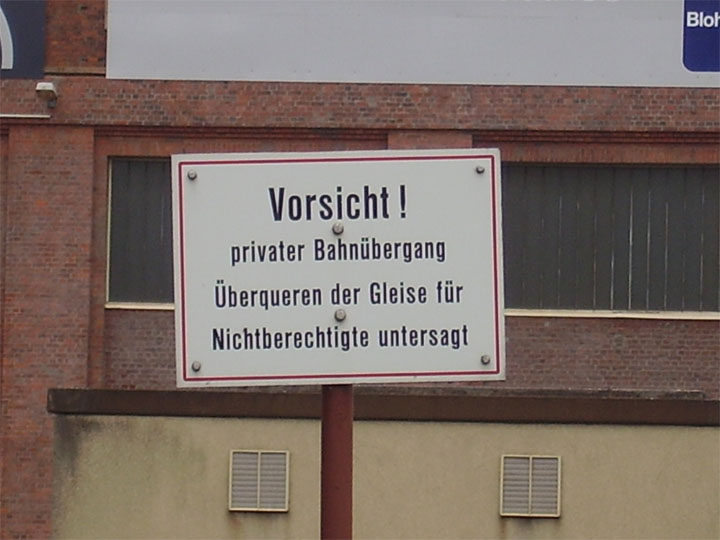 Bloh
Vorsicht !
privater Bahnübergang
Überqueren der Gleise für
Nichtberechtigte untersagt